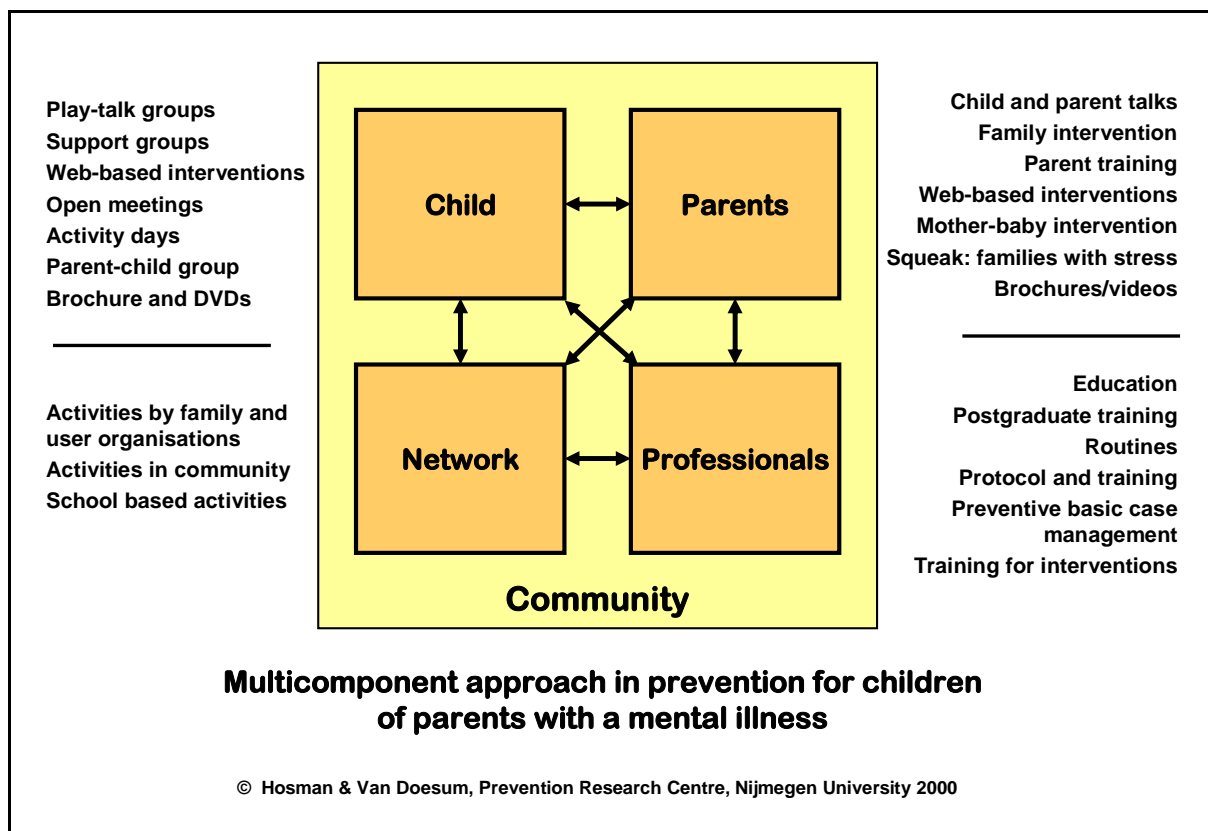 Play-talk groups
Support groups
Web-based interventions
Open meetings
Activity days
Parent-child group
Brochure and DVDs
Activities by family and
user organisations
Activities in community
School based activities
Child
Parents
Network
Professionals
Community
Child and parent talks
Family intervention
Parent training
Web-based interventions
Mother-baby intervention
Squeak: families with stress
Brochures/videos
Education
Postgraduate training
Routines
Protocol and training
Preventive basic case
management
Training for interventions
Multicomponent approach in prevention for children
of parents with a mental illness
© Hosman & Van Doesum, Prevention Research Centre, Nijmegen University 2000